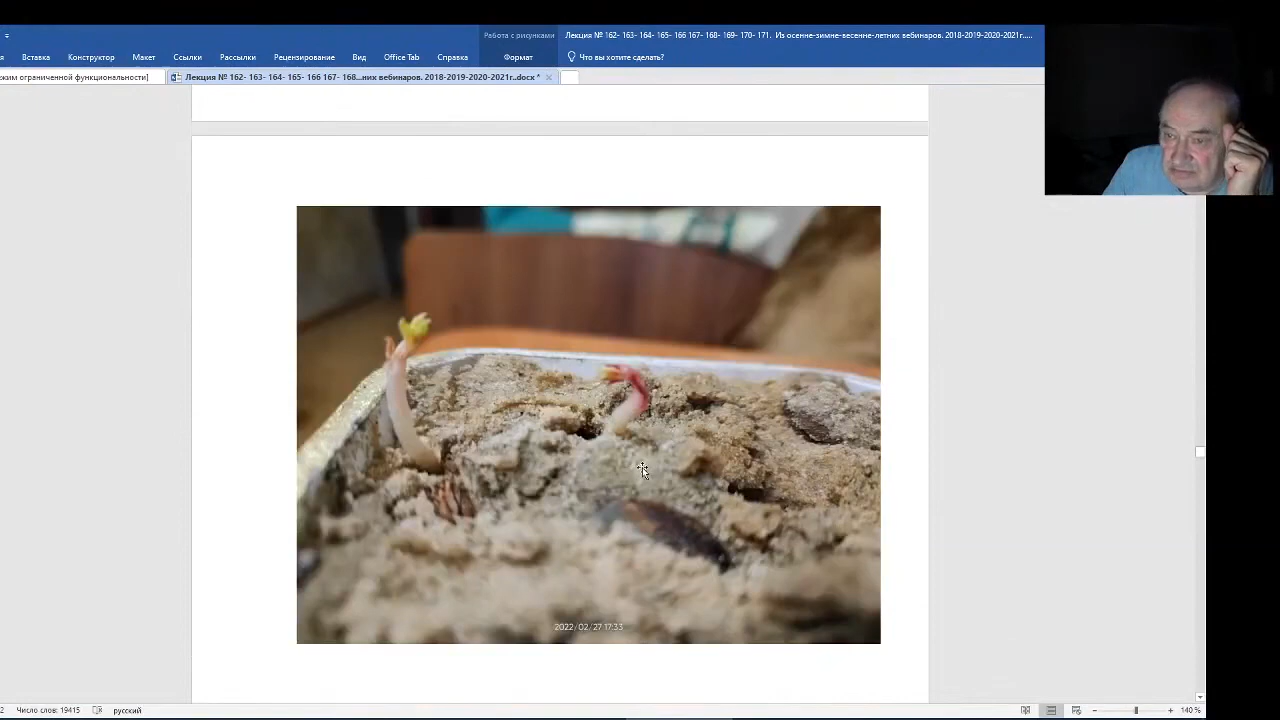 Работа с рисунками
Лекция № 162- 163- 164- 165- 166 167- 168- 169- 170- 171. Из осенне-зимне-весенне-летних вебинаров. 2018-2019-2020-2021г.....
Вставка Конструктор Макет Ссылки Рассылки Рецензирование Вид Office Tab Справка Формат Что вы хотите сделать?
ограниченной функциональности] Лекция № 162- 163- 164- 165- 166 167- 168...них вебинаров. 2018-2019-2020-2021г..docx *
2022/02/27 17:33
2 Число слов: 19415 русский 140 %